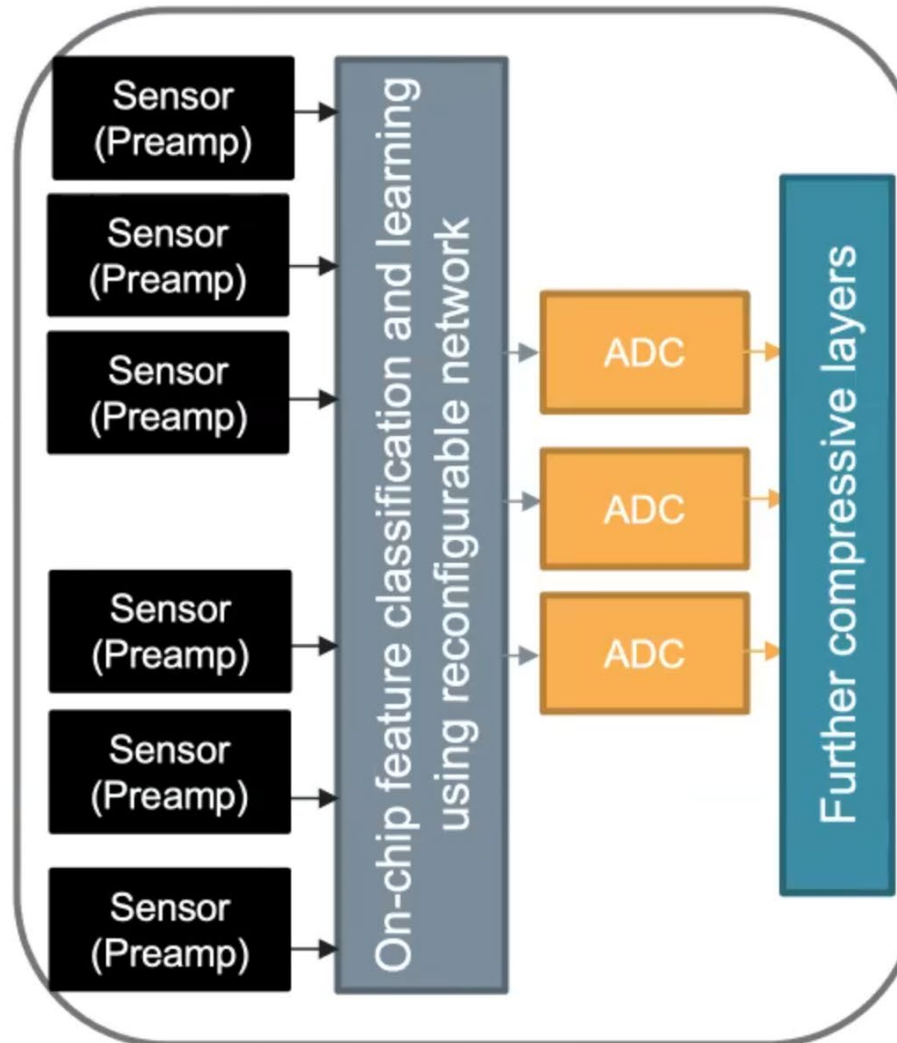 Sensor
(Preamp)
Sensor
(Preamp)
Sensor
(Preamp)
Sensor
(Preamp)
Sensor
(Preamp)
Sensor
(Preamp)
On-chip feature classification and learning
using reconfigurable network
ADC
ADC
ADC
Further compressive layers